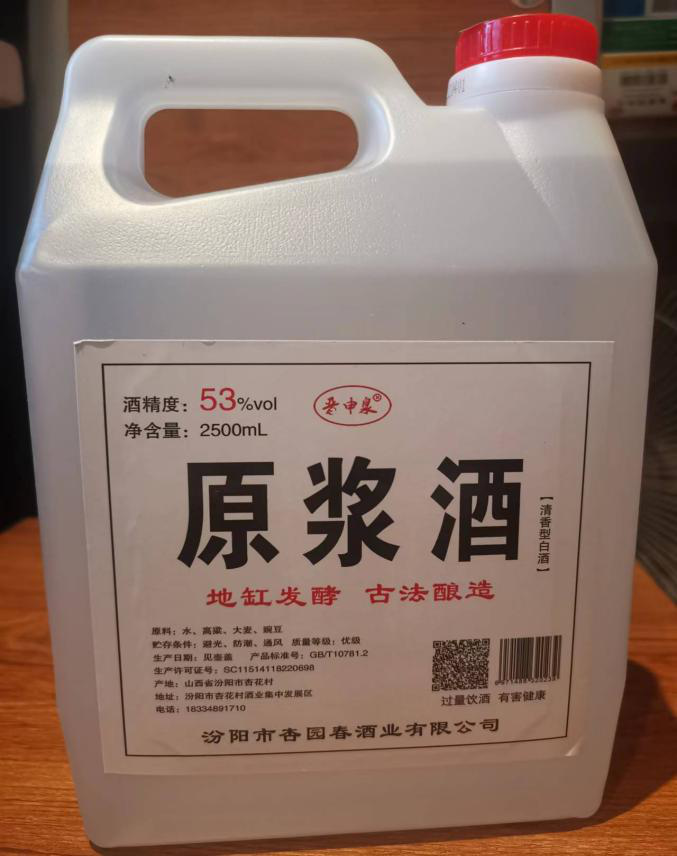 酒精度：53%vol
净含量：2500mL
晋申泉®
原浆酒
【清香型白酒】
地缸发酵 古法酿造
原料：水、高粱、大麦、豌豆
贮存条件：避光、防潮、通风 质量等级：优级
生产日期：见壶盖 产品标准号：GB/T10781.2
生产许可证号：SC11514118220698
产地：山西省汾阳市杏花村
地址：汾阳市杏花村酒业集中发展区
电话：18334891710
过量饮酒 有害健康
汾阳市杏园春酒业有限公司